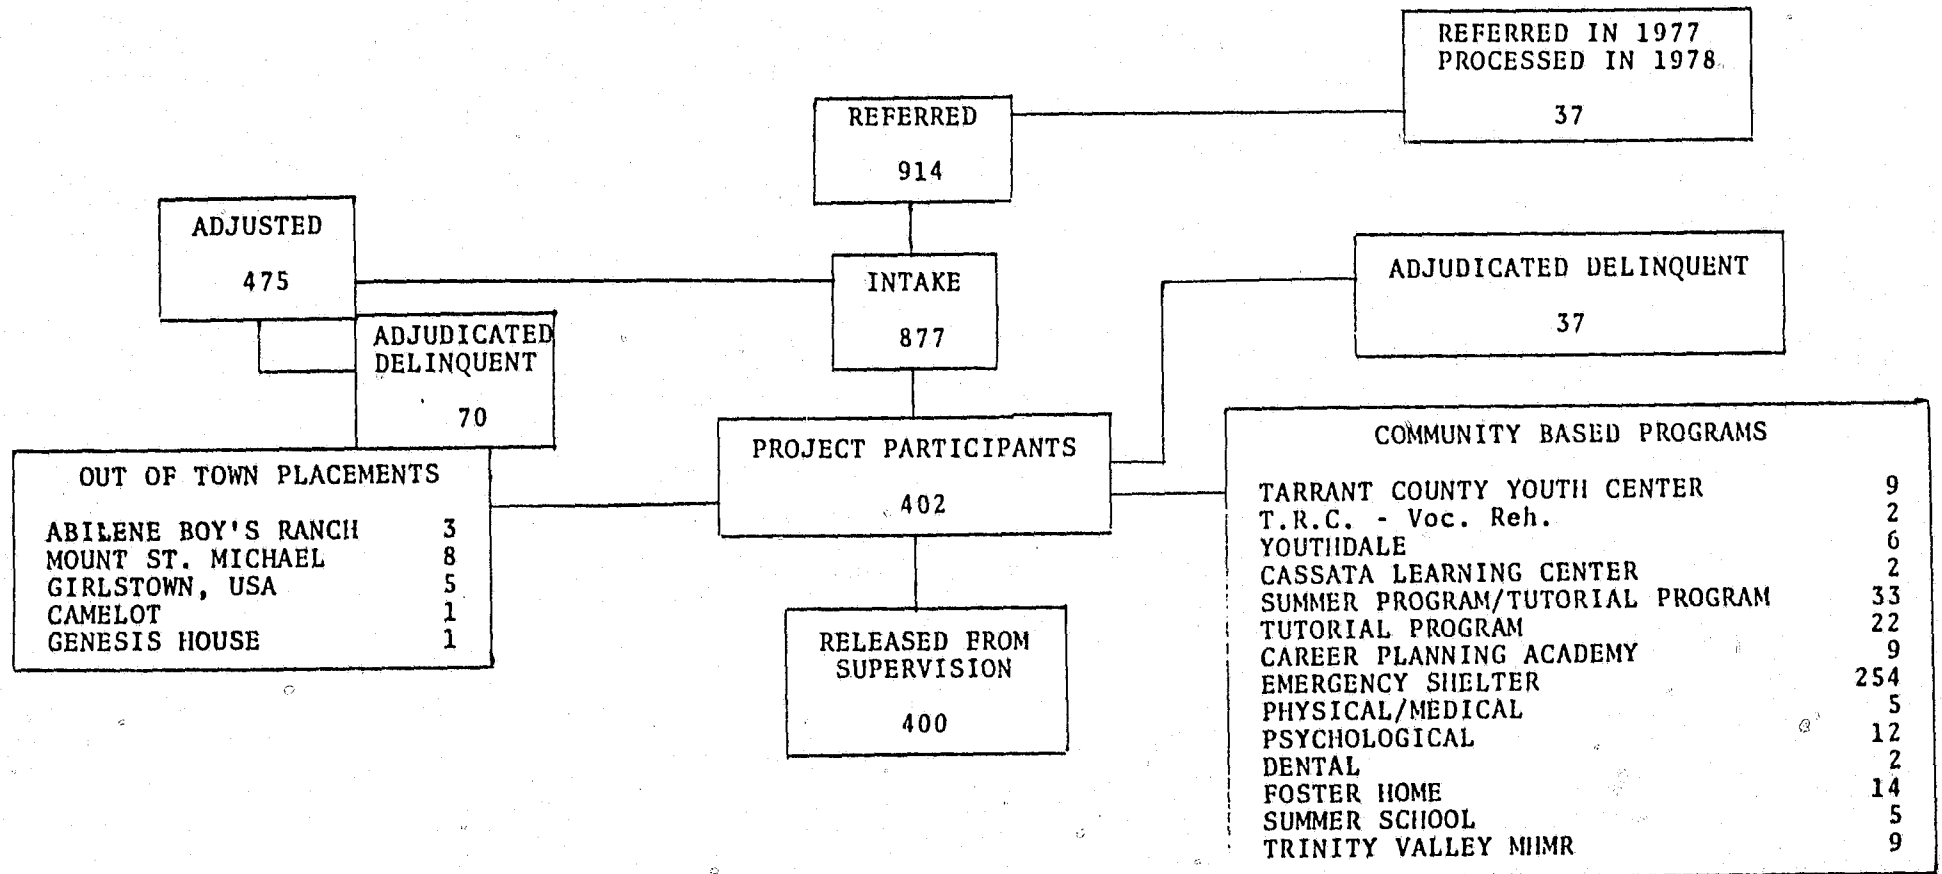 REFERRED IN 1977
PROCESSED IN 1978
37
REFERRED
914
ADJUSTED
475
INTAKE
877
ADJUDICATED DELINQUENT
37
ADJUDICATED
DELINQUENT
70
PROJECT PARTICIPANTS
402
OUT OF TOWN PLACEMENTS
ABILENE BOY'S RANCH 3
MOUNT ST. MICHAEL 8
GIRLSTOWN, USA 5
CAMELOT 1
GENESIS HOUSE 1
RELEASED FROM
SUPERVISION
400
COMMUNITY BASED PROGRAMS
TARRANT COUNTY YOUTH CENTER 9
T.R.C. - Voc. Reh. 2
YOUTHDALE 6
CASSATA LEARNING CENTER 2
SUMMER PROGRAM/TUTORIAL PROGRAM 33
TUTORIAL PROGRAM 22
CAREER PLANNING ACADEMY 9
EMERGENCY SHELTER 254
PHYSICAL/MEDICAL 5
PSYCHOLOGICAL 12
DENTAL 2
FOSTER HOME 14
SUMMER SCHOOL 5
TRINITY VALLEY MHMR 9